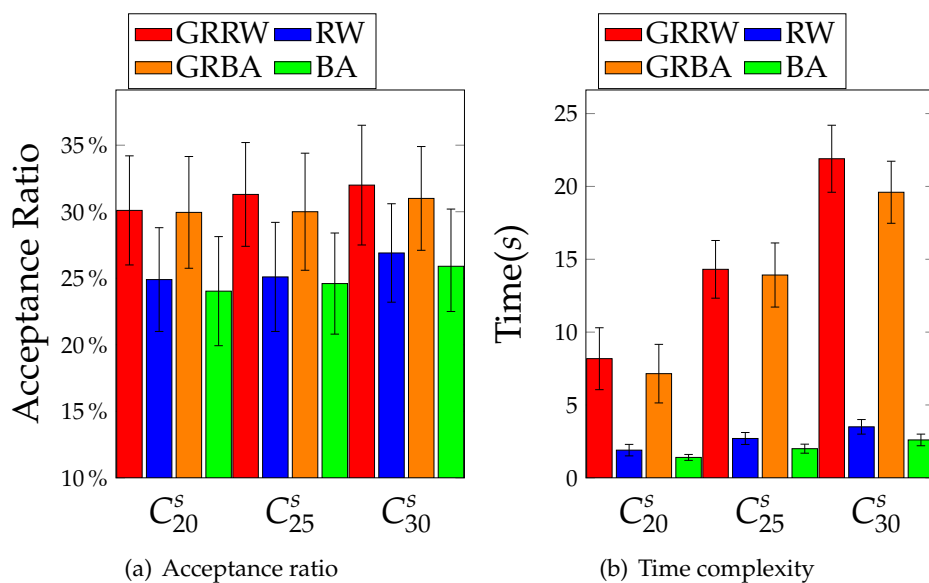 GRRW RW
GRBA BA
35 %
30 %
25 %
20 %
15 %
10 %
Acceptance Ratio
C^s_20 C^s_25 C^s_30
(a) Acceptance ratio
GRRW RW
GRBA BA
25
20
15
10
5
0
Time(s)
C^s_20 C^s_25 C^s_30
(b) Time complexity